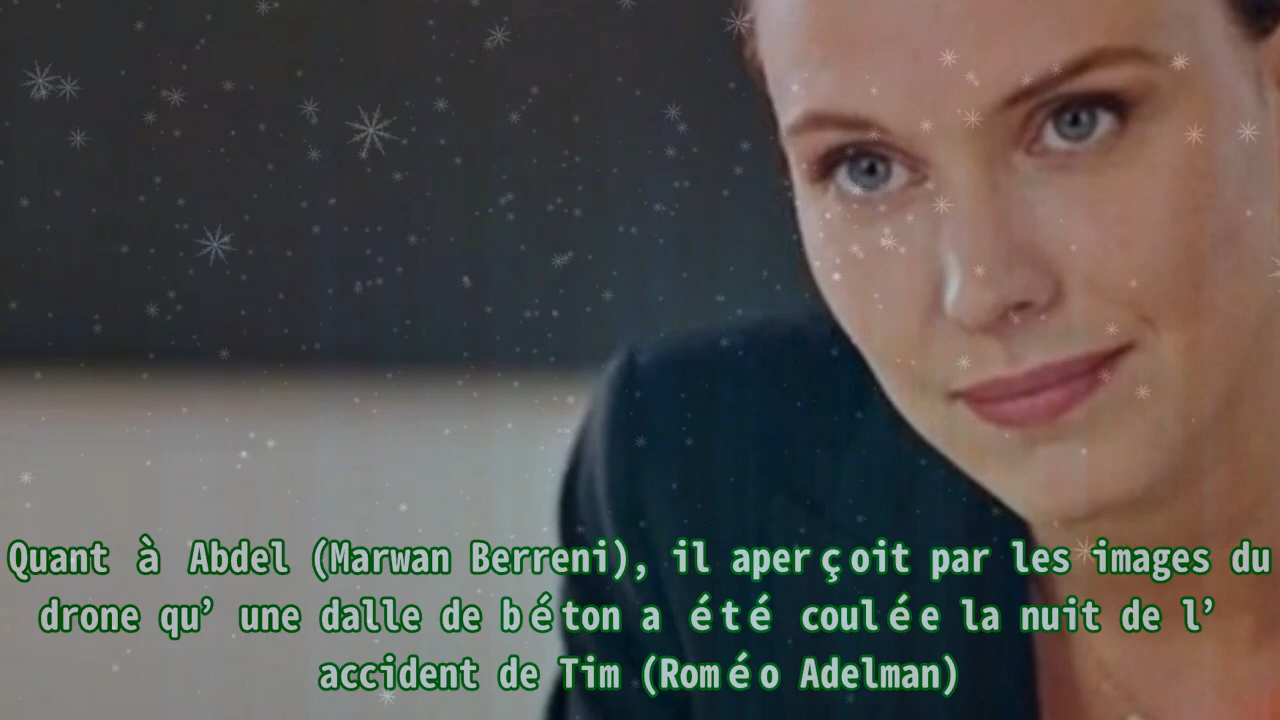 Quant à Abdel (Marwan Berreni), il aperçoit par les images du
drone qu’ une dalle de béton a été coulée la nuit de l’
accident de Tim (Roméo Adelman)